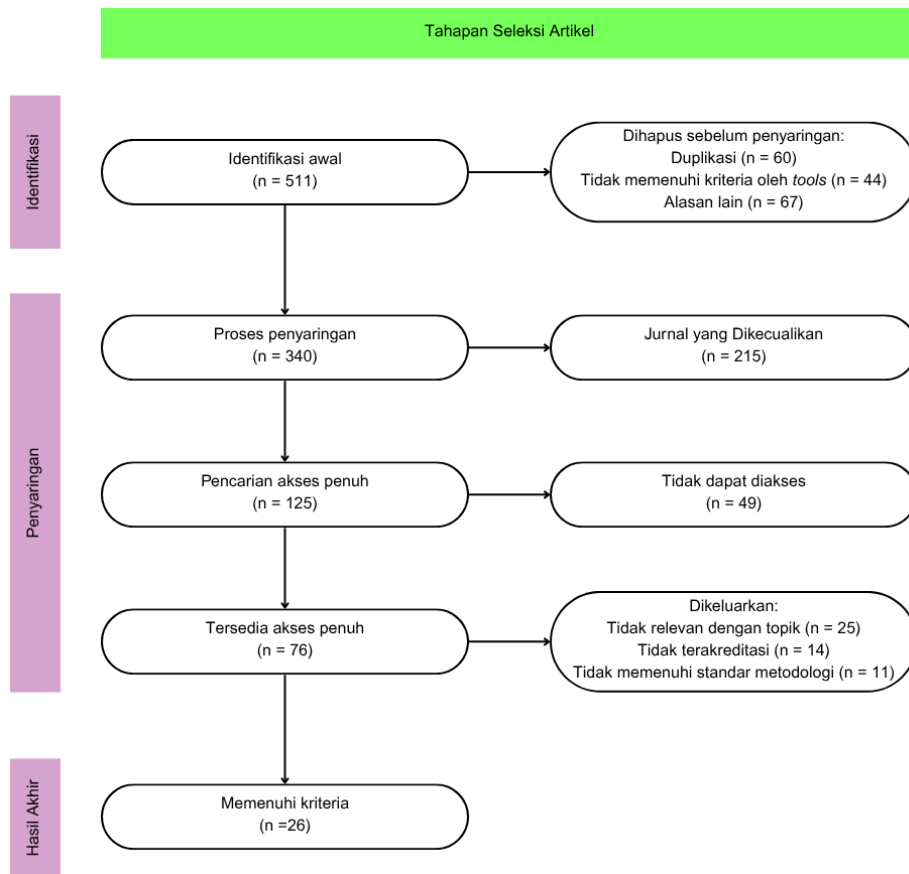 Tahapan Seleksi Artikel
Identifikasi
Identifikasi awal
(n = 511)
Dihapus sebelum penyaringan:
Duplikasi (n = 60)
Tidak memenuhi kriteria oleh tools (n = 44)
Alasan lain (n = 67)
Penyaringan
Proses penyaringan
(n = 340)
Jurnal yang Dikecualikan
(n = 215)
Pencarian akses penuh
(n = 125)
Tidak dapat diakses
(n = 49)
Tersedia akses penuh
(n = 76)
Dikeluarkan:
Tidak relevan dengan topik (n = 25)
Tidak terakreditasi (n = 14)
Tidak memenuhi standar metodologi (n = 11)
Hasil Akhir
Memenuhi kriteria
(n =26)